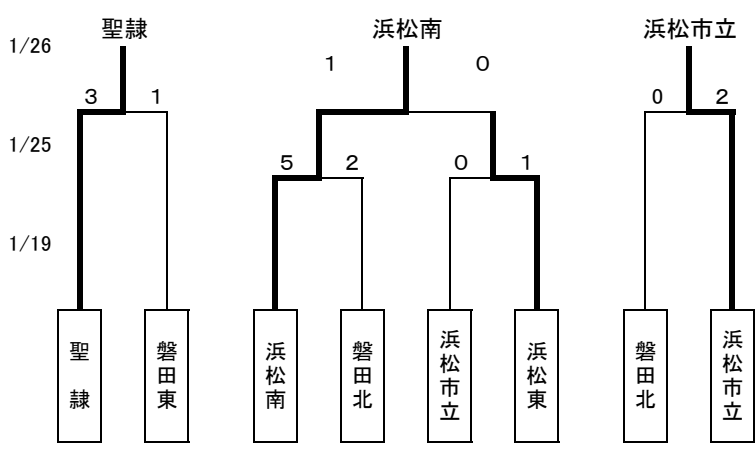 聖隷 浜松南 浜松市立
1/26
1 0
3 1 0 2
1/25
5 2 0 1
1/19
聖隷
磐田東
浜松南
磐田北
浜松市立
浜松東
磐田北
浜松市立